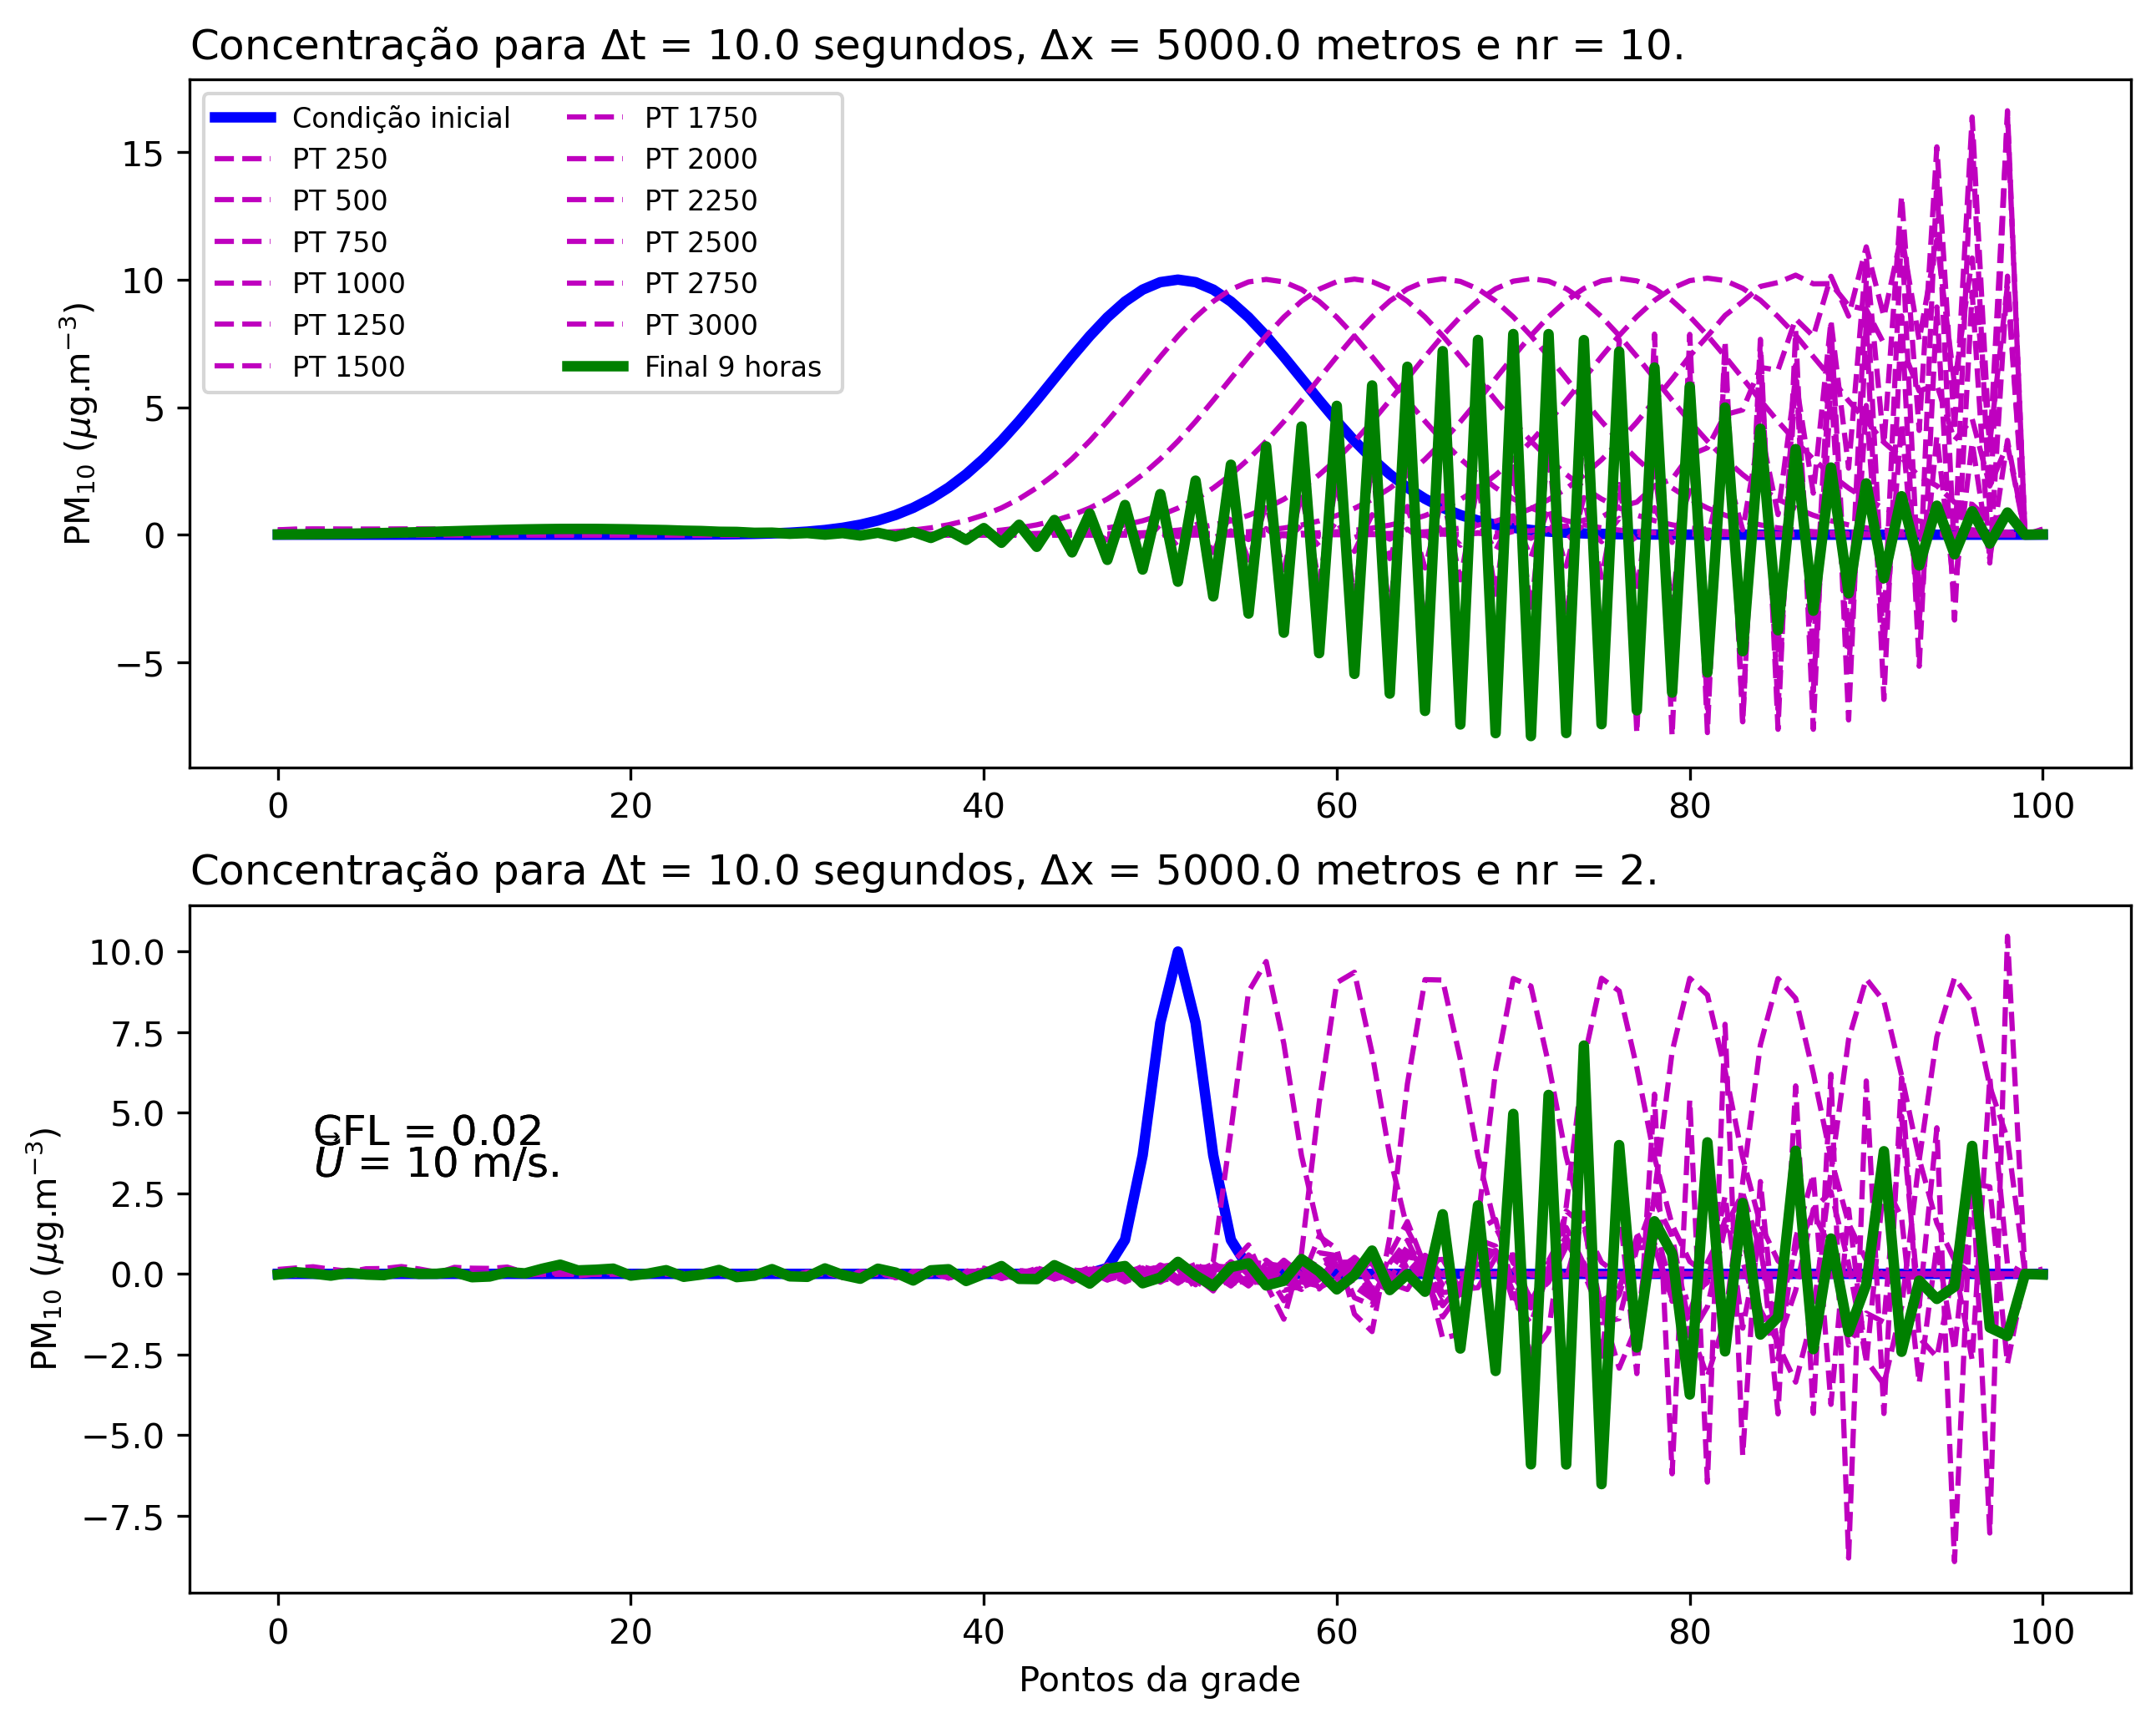 Concentração para Δt = 10.0 segundos, Δx = 5000.0 metros e nr = 10.
PM₁₀ (μg.m⁻³)
15
10
5
0
−5
Condição inicial
PT 250
PT 500
PT 750
PT 1000
PT 1250
PT 1500
PT 1750
PT 2000
PT 2250
PT 2500
PT 2750
PT 3000
Final 9 horas
0 20 40 60 80 100
Concentração para Δt = 10.0 segundos, Δx = 5000.0 metros e nr = 2.
PM₁₀ (μg.m⁻³)
10.0
7.5
5.0
2.5
0.0
−2.5
−5.0
−7.5
CFL = 0.02
U⃗ = 10 m/s.
0 20 40 60 80 100
Pontos da grade